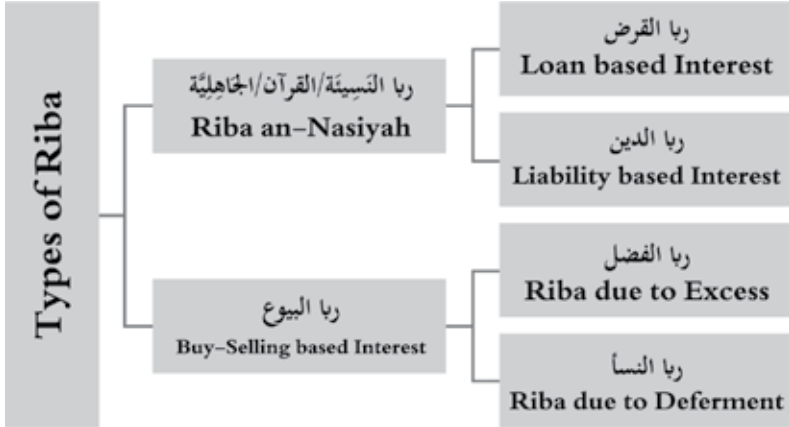 Types of Riba
ربا النَسِيئَة/القرآن/الجَاهِلِيَّة
Riba an-Nasiyah
ربا القرض
Loan based Interest
ربا الدين
Liability based Interest
ربا البيوع
Buy-Selling based Interest
ربا الفضل
Riba due to Excess
ربا النسأ
Riba due to Deferment